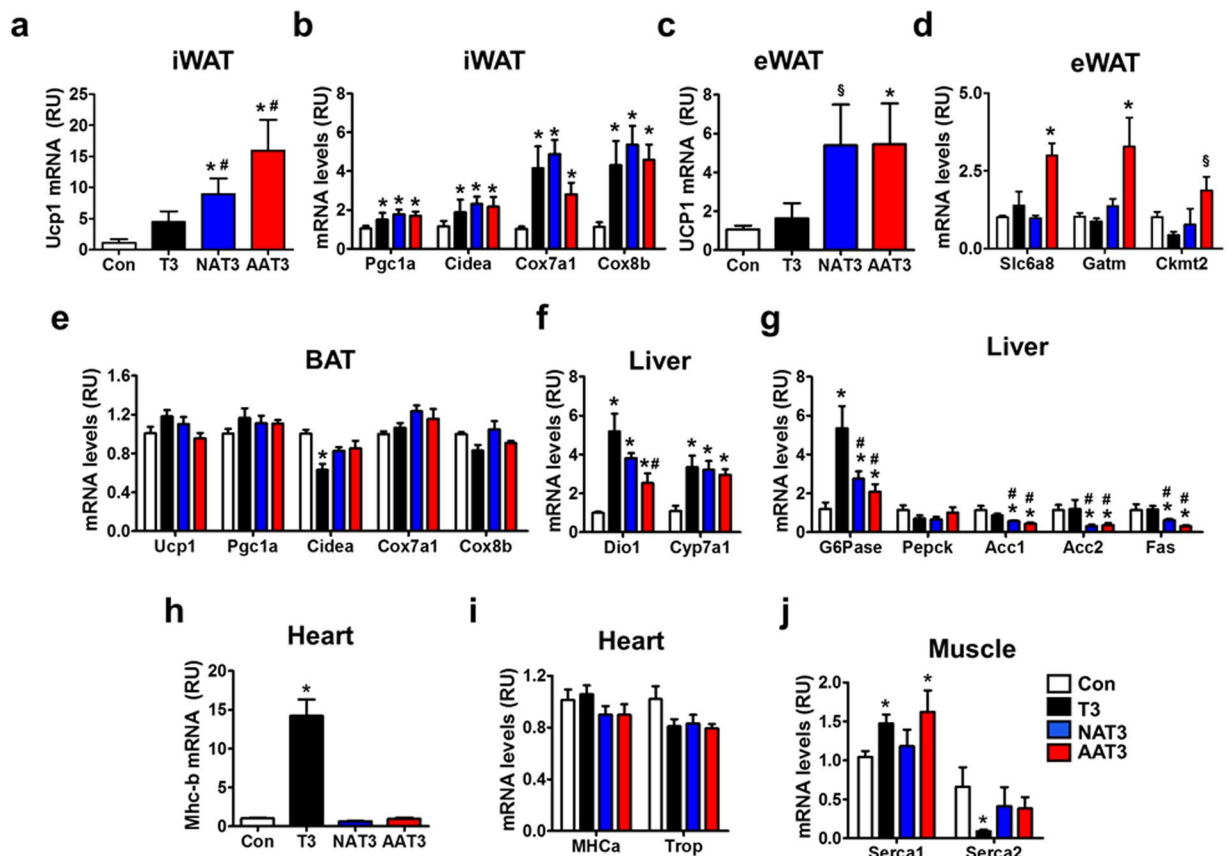 a
iWAT
Ucp1 mRNA (RU)
25
20
15
10
5
0
* #
* #
Con T3 NAT3 AAT3
b
iWAT
mRNA levels (RU)
8
6
4
2
0
* * *
* * *
* * *
* * *
Pgc1a Cidea Cox7a1 Cox8b
c
eWAT
UCP1 mRNA (RU)
8
6
4
2
0
§ *
Con T3 NAT3 AAT3
d
eWAT
mRNA levels (RU)
5.0
2.5
0.0
* * §
Slc6a8 Gatm Ckmt2
e
BAT
mRNA levels (RU)
1.6
1.2
0.8
0.4
0.0
*
Ucp1 Pgc1a Cidea Cox7a1 Cox8b
f
Liver
mRNA levels (RU)
8
6
4
2
0
* * *#
* * *
Dio1 Cyp7a1
g
Liver
mRNA levels (RU)
8
6
4
2
0
*
# #
* *
# #
* *
# #
* *
# #
* *
G6Pase Pepck Acc1 Acc2 Fas
h
Heart
Mhc-b mRNA (RU)
20
15
10
5
0
*
Con T3 NAT3 AAT3
i
Heart
mRNA levels (RU)
1.2
0.8
0.4
0.0
MHCa Trop
j
Muscle
mRNA levels (RU)
2.0
1.5
1.0
0.5
0.0
* *
*
Serca1 Serca2
Con
T3
NAT3
AAT3